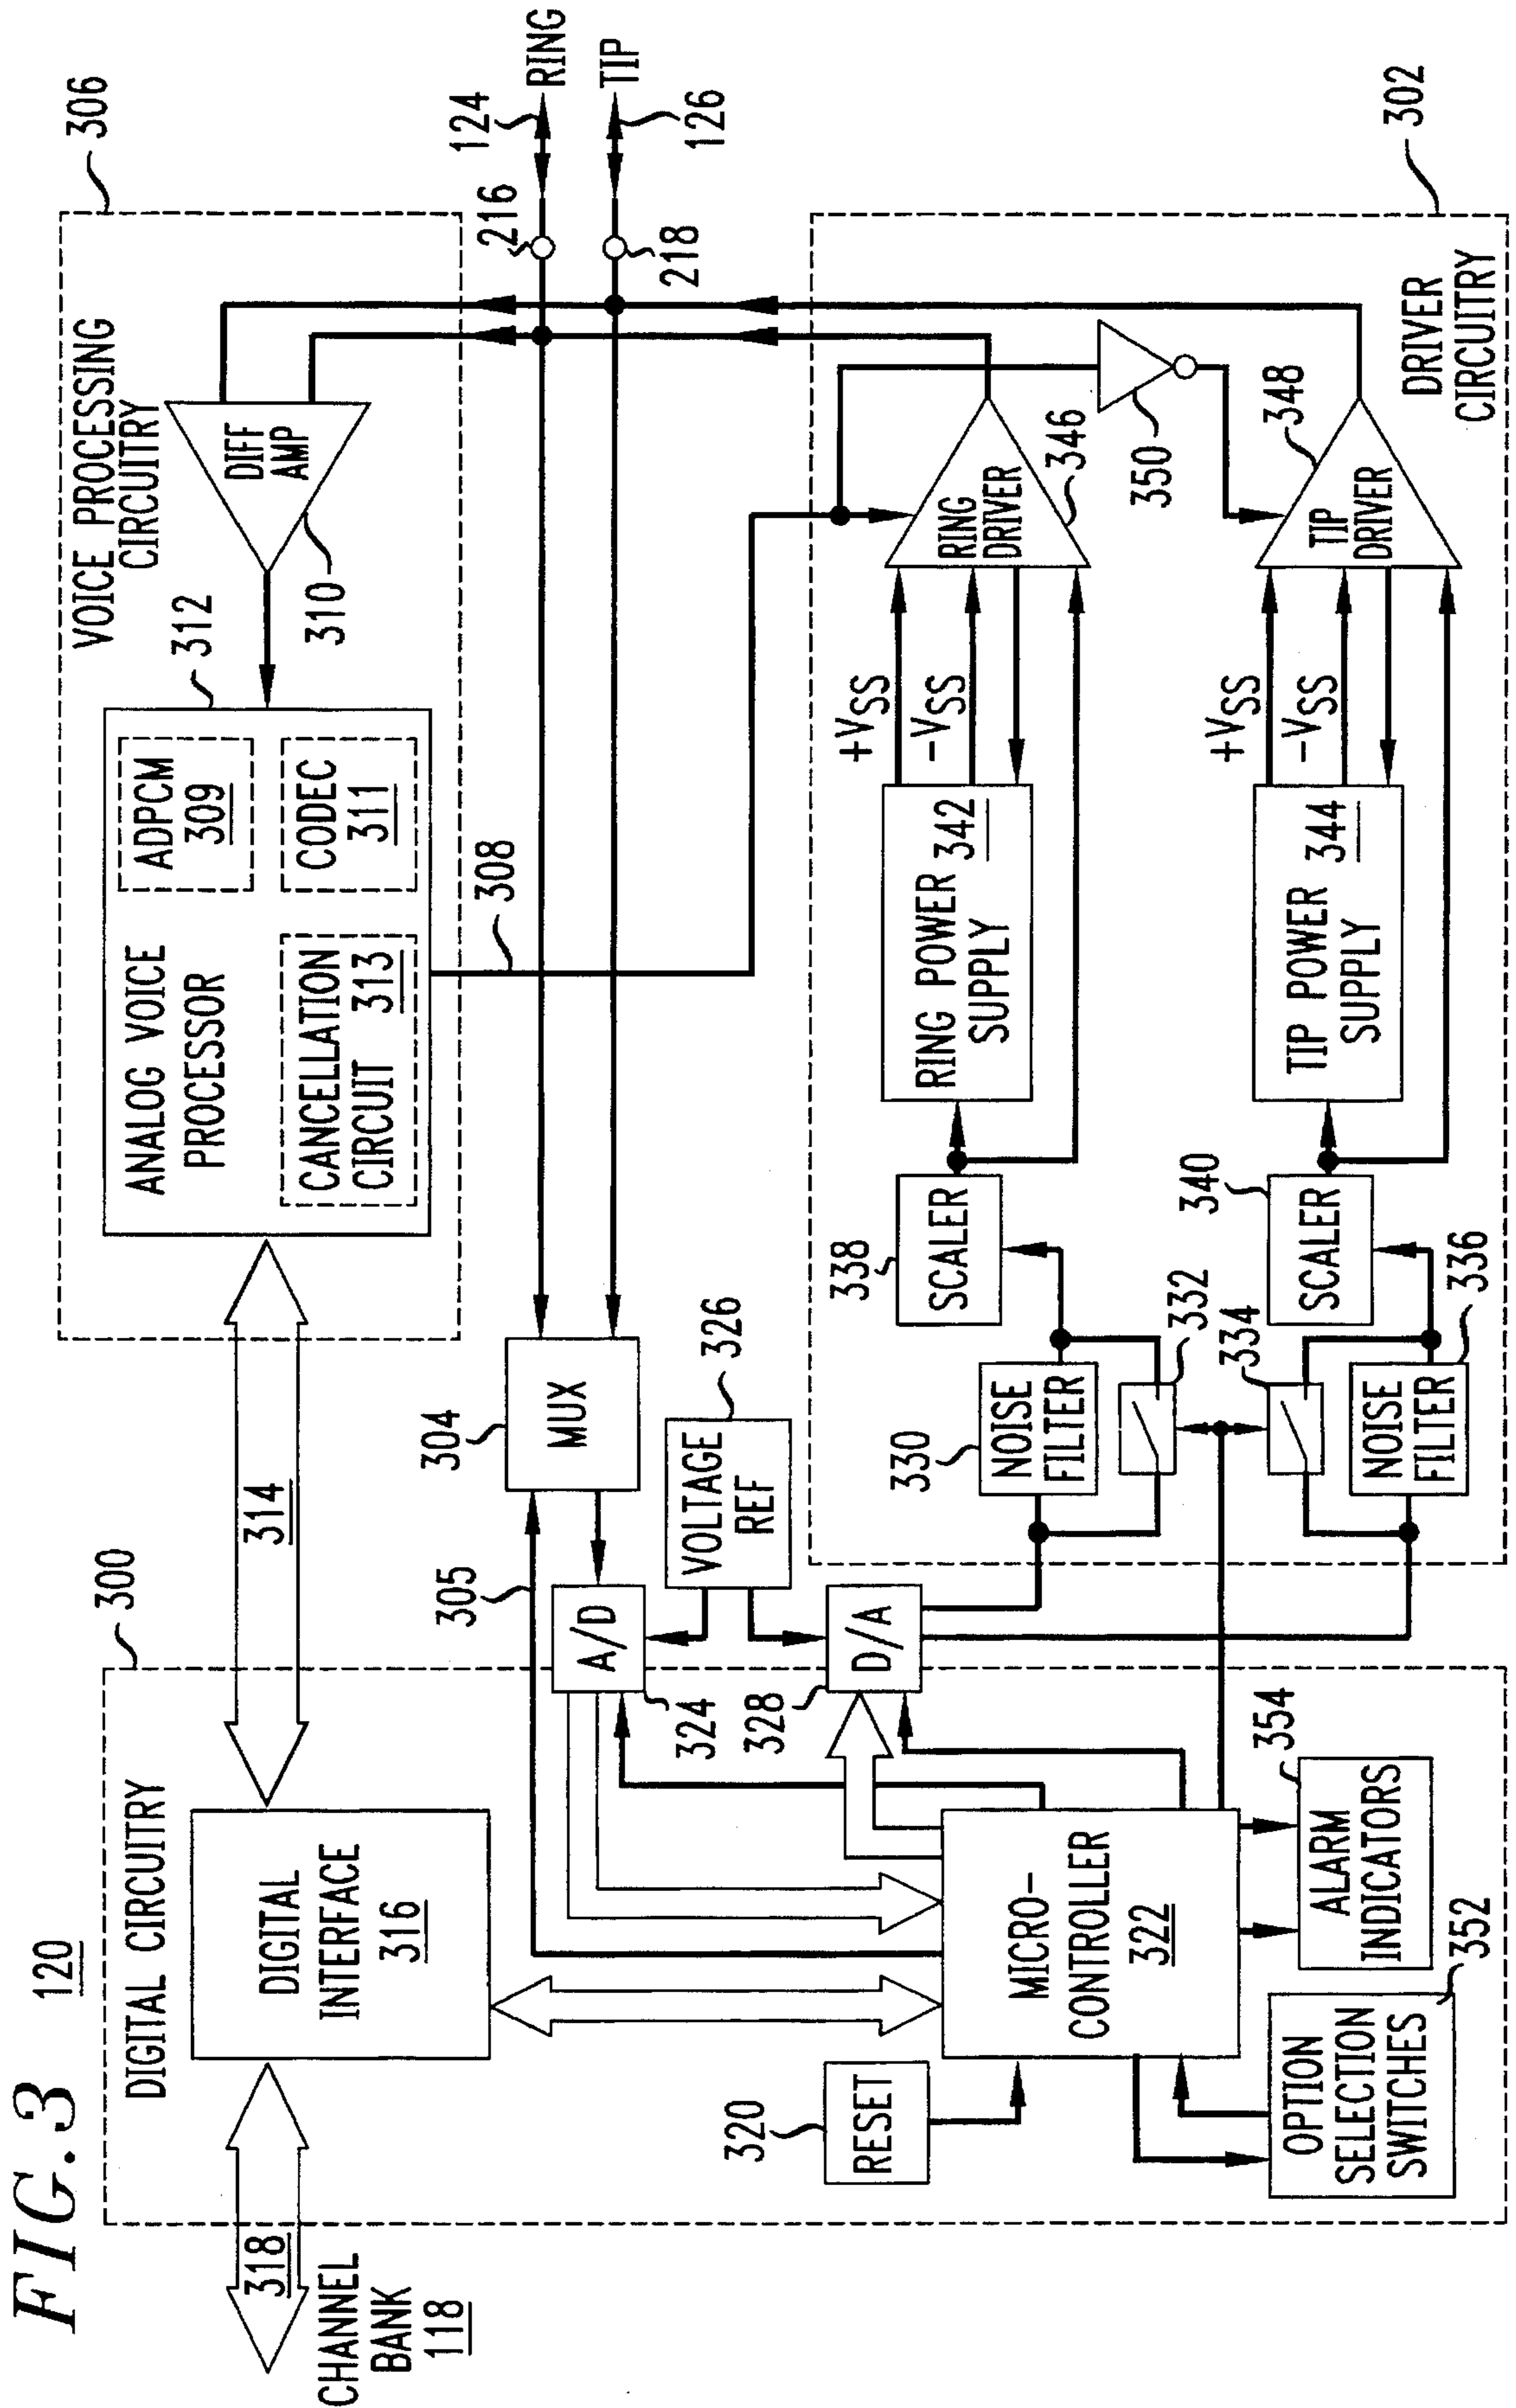 FIG.3
120
318
CHANNEL
BANK
118
DIGITAL CIRCUITRY
300
DIGITAL
INTERFACE
316
314
320
RESET
MICRO-
CONTROLLER
322
OPTION
SELECTION
SWITCHES
352
ALARM
INDICATORS
354
305
A/D
324
D/A
328
VOLTAGE
REF
326
MUX
304
VOICE PROCESSING
CIRCUITRY
306
ANALOG VOICE
PROCESSOR
312
ADPCM
309
CODEC
311
CANCELLATION
CIRCUIT 313
308
DIFF
AMP
310
216
218
124
RING
TIP
126
DRIVER
CIRCUITRY
302
NOISE
FILTER
330
332
334
NOISE
FILTER
336
SCALER
338
SCALER
340
RING POWER
SUPPLY
342
TIP POWER
SUPPLY
344
+VSS
-VSS
+VSS
-VSS
RING
DRIVER
346
TIP
DRIVER
348
350